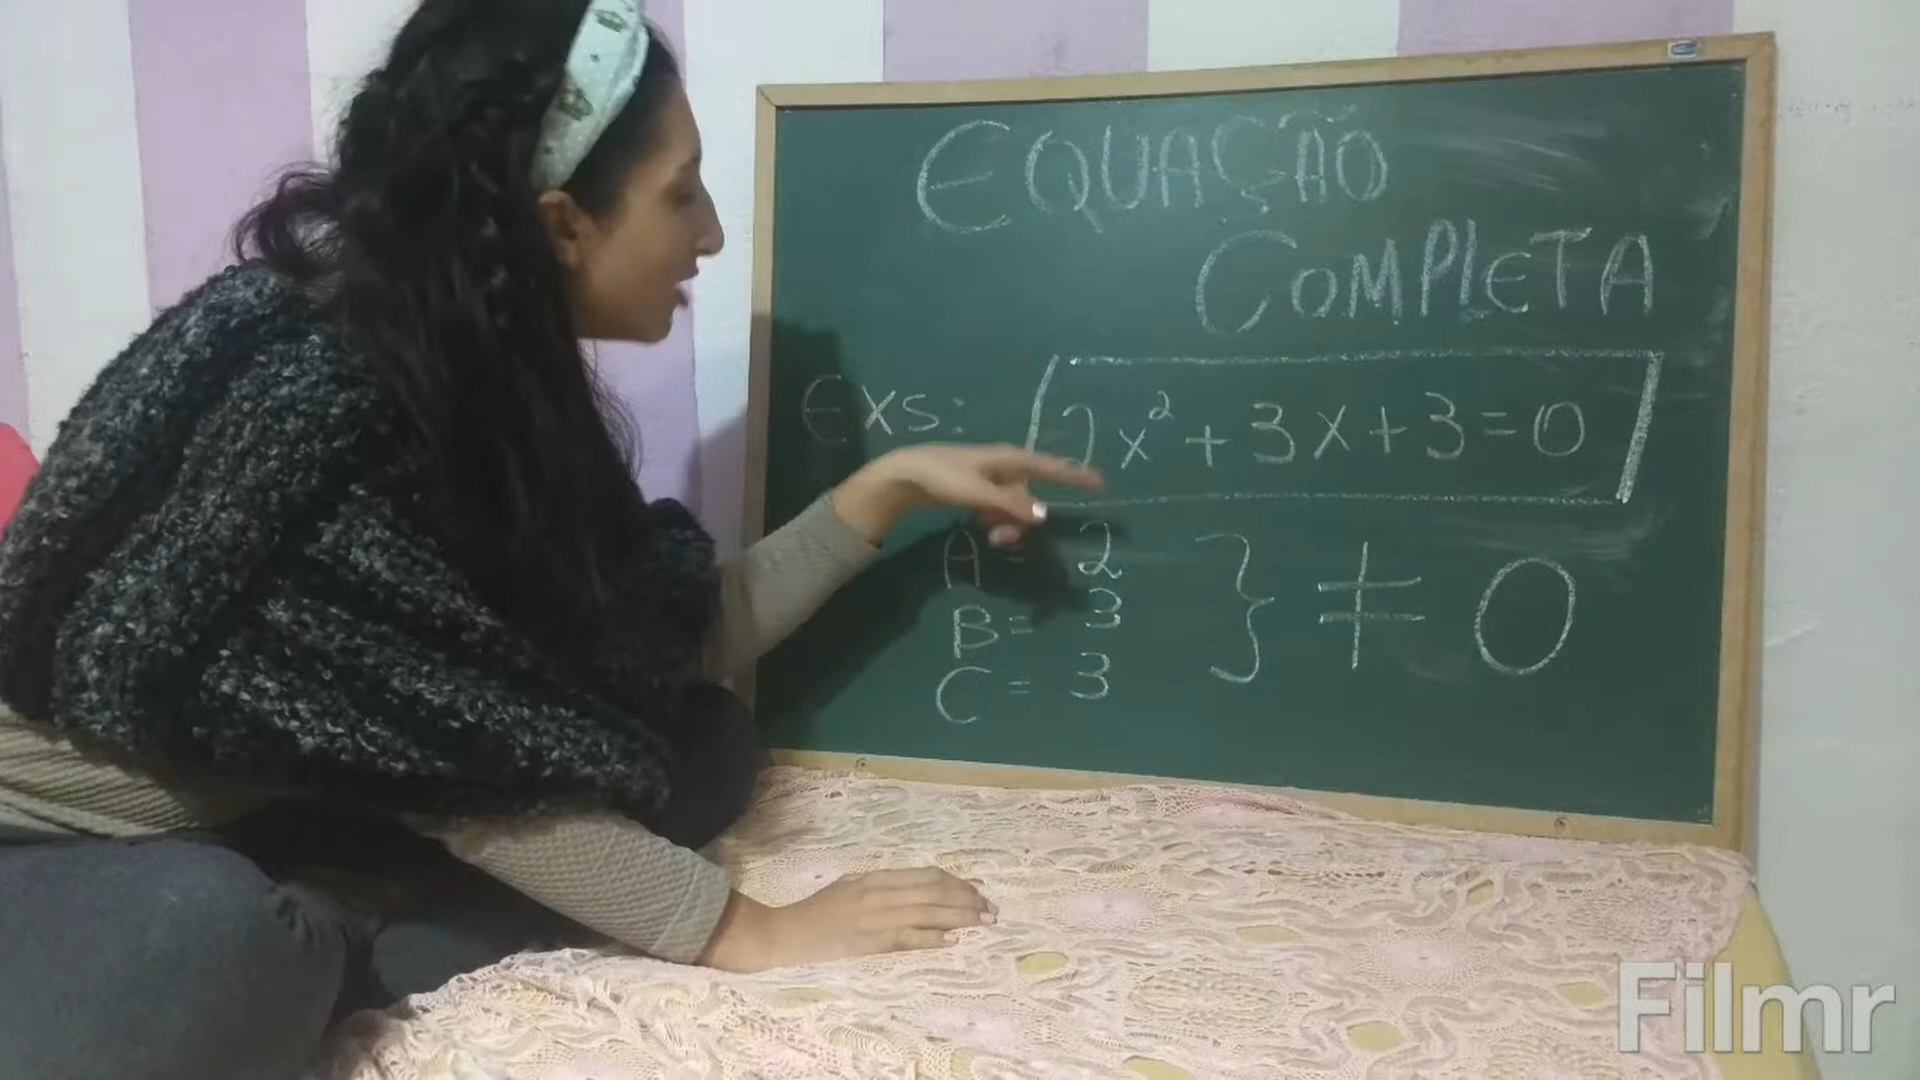 EQUAÇÃO
COMPLETA
EXS: 2x² + 3x + 3 = 0
A = 2
B = 3
C = 3
} ≠ 0
Filmr